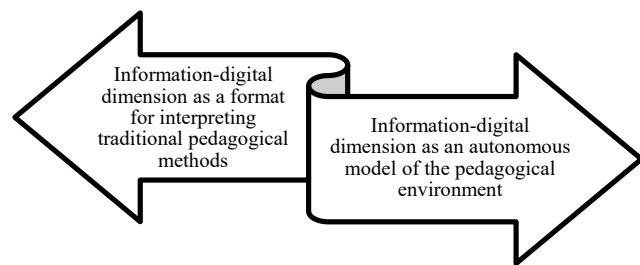 Information-digital
dimension as a format
for interpreting
traditional pedagogical
methods
Information-digital
dimension as an autonomous
model of the pedagogical
environment